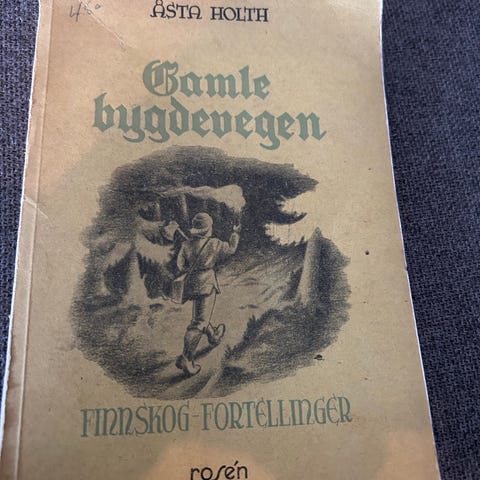 ÅSTA HOLTH
Gamle
bygdevegen
FINNSKOG-FORTELLINGER
rosén